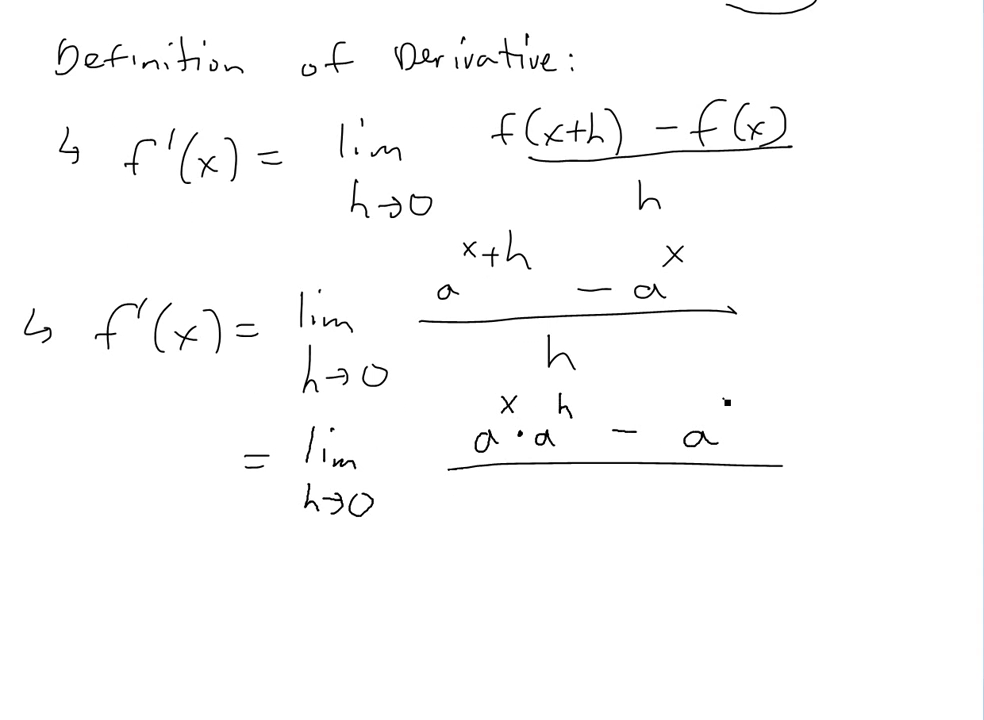 Definition of Derivative:
↳ f'(x) = lim h→0 f(x+h) - f(x) / h
↳ f'(x) = lim h→0 a^(x+h) - a^x / h
= lim h→0 a^x · a^h - a